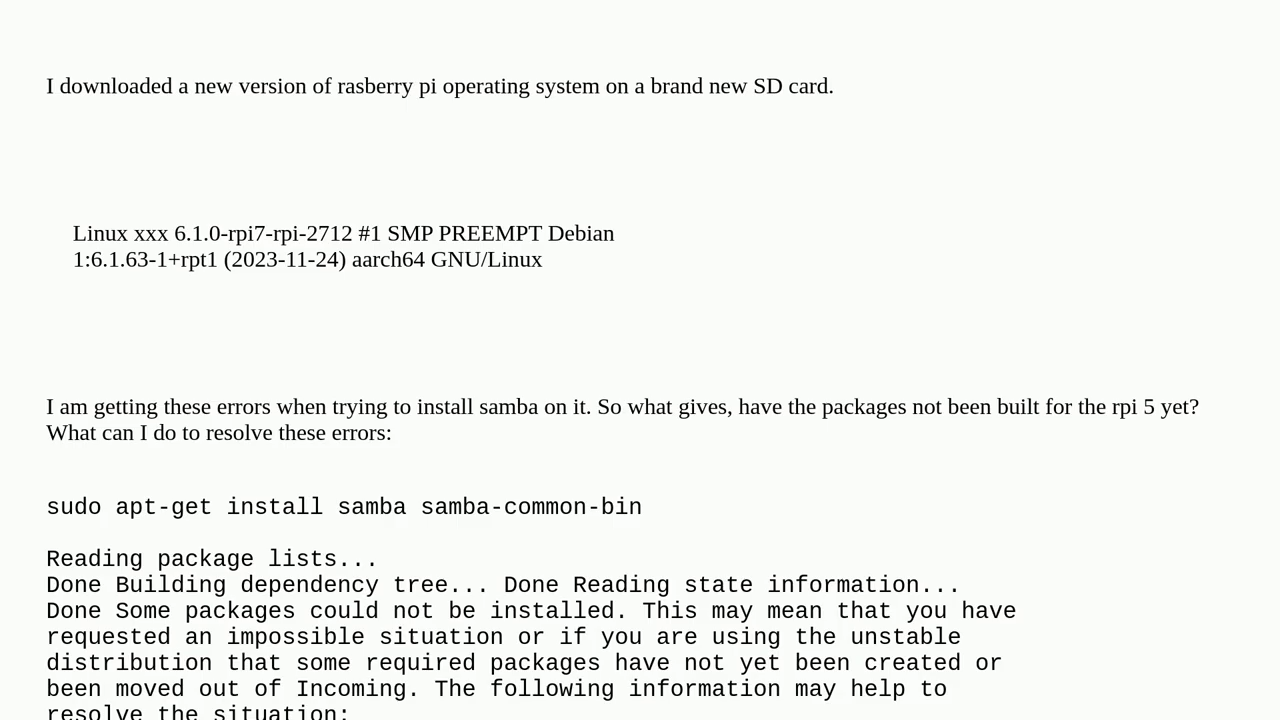 I downloaded a new version of rasberry pi operating system on a brand new SD card.
Linux xxx 6.1.0-rpi7-rpi-2712 #1 SMP PREEMPT Debian
1:6.1.63-1+rpt1 (2023-11-24) aarch64 GNU/Linux
I am getting these errors when trying to install samba on it. So what gives, have the packages not been built for the rpi 5 yet?
What can I do to resolve these errors:
sudo apt-get install samba samba-common-bin
Reading package lists...
Done Building dependency tree... Done Reading state information...
Done Some packages could not be installed. This may mean that you have
requested an impossible situation or if you are using the unstable
distribution that some required packages have not yet been created or
been moved out of Incoming. The following information may help to
resolve the situation: